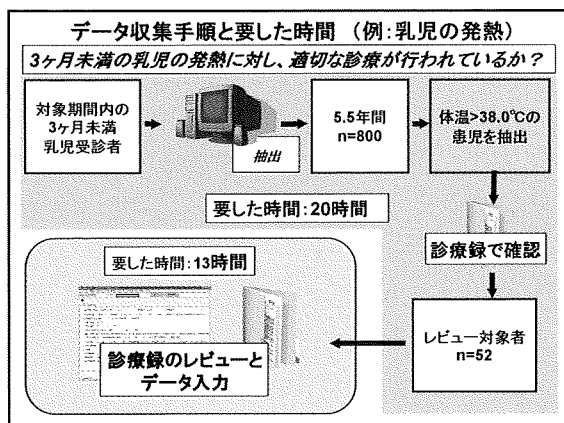 データ収集手順と要した時間 (例:乳児の発熱)
3ヶ月未満の乳児の発熱に対し、適切な診療が行われているか?
対象期間内の
3ヶ月未満
乳児受診者
抽出
5.5年間
n=800
体温>38.0℃の
患児を抽出
要した時間:20時間
診療録で確認
レビュー対象者
n=52
要した時間:13時間
診療録のレビューと
データ入力